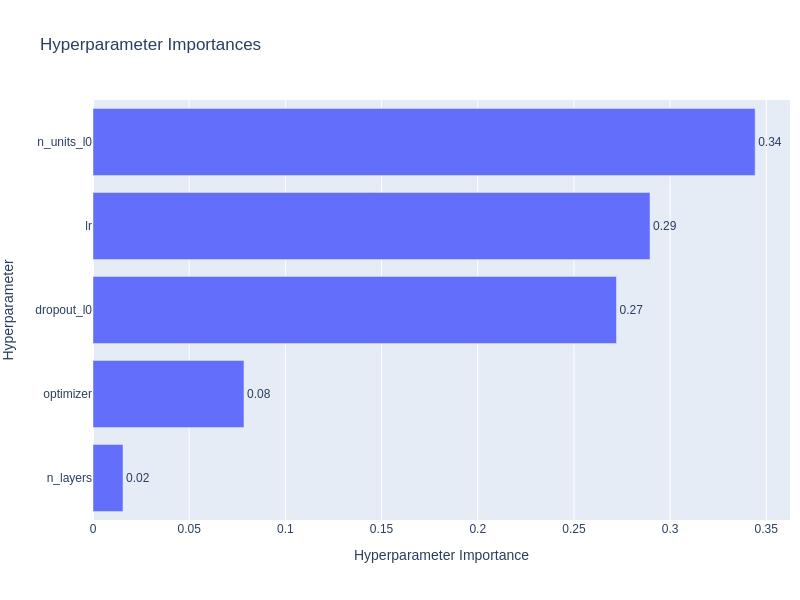 Hyperparameter Importances
Hyperparameter
n_units_l0
0.34
lr
0.29
dropout_l0
0.27
optimizer
0.08
n_layers
0.02
0 0.05 0.1 0.15 0.2 0.25 0.3 0.35
Hyperparameter Importance